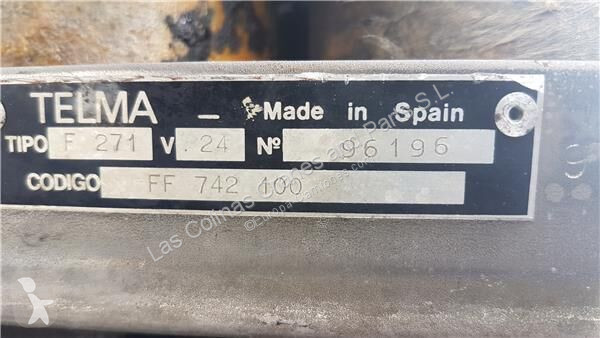 TELMA - Made in Spain
TIPO F 271 V .24 Nº 96196
CODIGO FF 742 100
Las Colinas